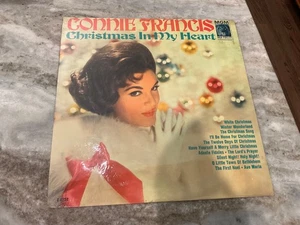 CONNIE FRANCIS
MGM
Christmas In My Heart
White Christmas
Winter Wonderland
The Christmas Song
I'll Be Home For Christmas
The Twelve Days Of Christmas
Have Yourself A Merry Little Christmas
Adeste Fideles • The Lord's Prayer
Silent Night! Holy Night!
O Little Town Of Bethlehem
The First Noel • Ave Maria